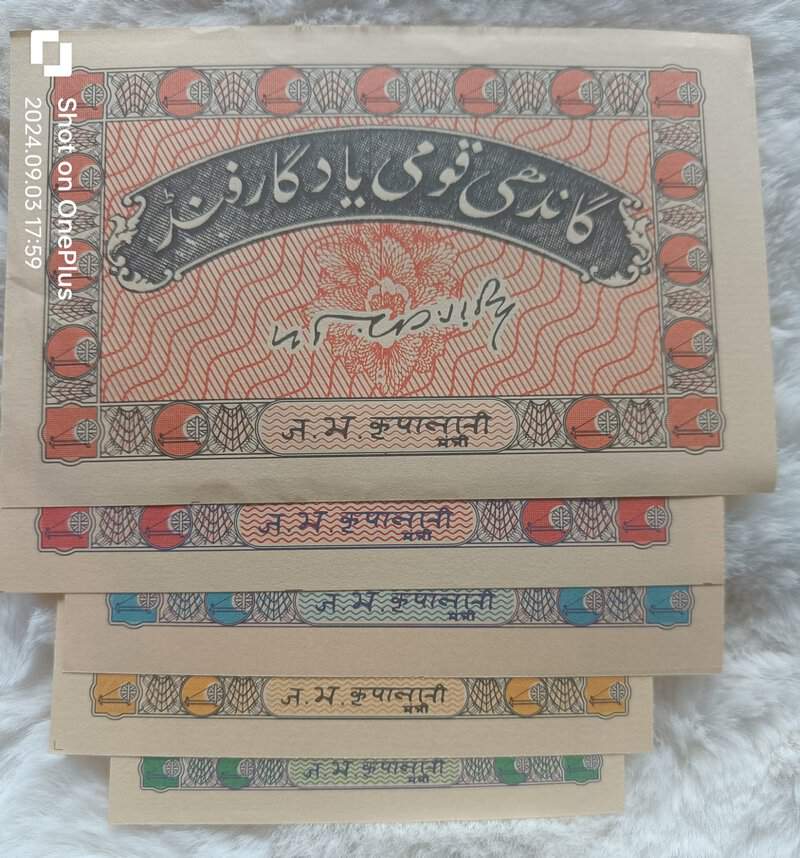 Shot on OnePlus
2024.09.03 17:59
گاندھی قومی یادگار فنڈ
ज. भ. कृपालानी
मंत्री
ज भ कृपालानी
मंत्री
ज भ. कृपालानी
मंत्री
ज. भ. कृपालानी
मंत्री
ज भ कृपालानी
मंत्री